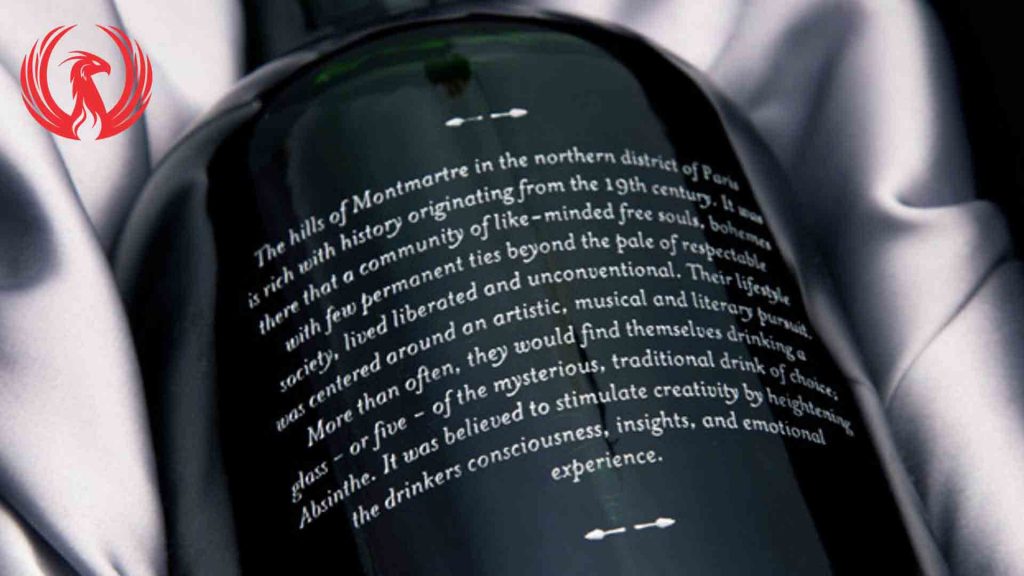 The hills of Montmartre in the northern district of Paris
is rich with history originating from the 19th century. It was
there that a community of like-minded free souls, bohemes
with few permanent ties beyond the pale of respectable
society, lived liberated and unconventional. Their lifestyle
was centered around an artistic, musical and literary pursuit.
More than often, they would find themselves drinking a
glass - or five - of the mysterious, traditional drink of choice;
Absinthe. It was believed to stimulate creativity by heightening
the drinkers consciousness, insights, and emotional
experience.